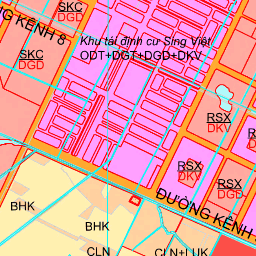 SKC
DGD
NG KÊNH 8
Khu tái định cư Sing Việt
ODT+DGT+DGD+DKV
SKC
DGD
RSX
DKV
RSX
DKV
RSX
DGD
ĐƯỜNG KÊNH
BHK
BHK
CLN
CLN+LUK